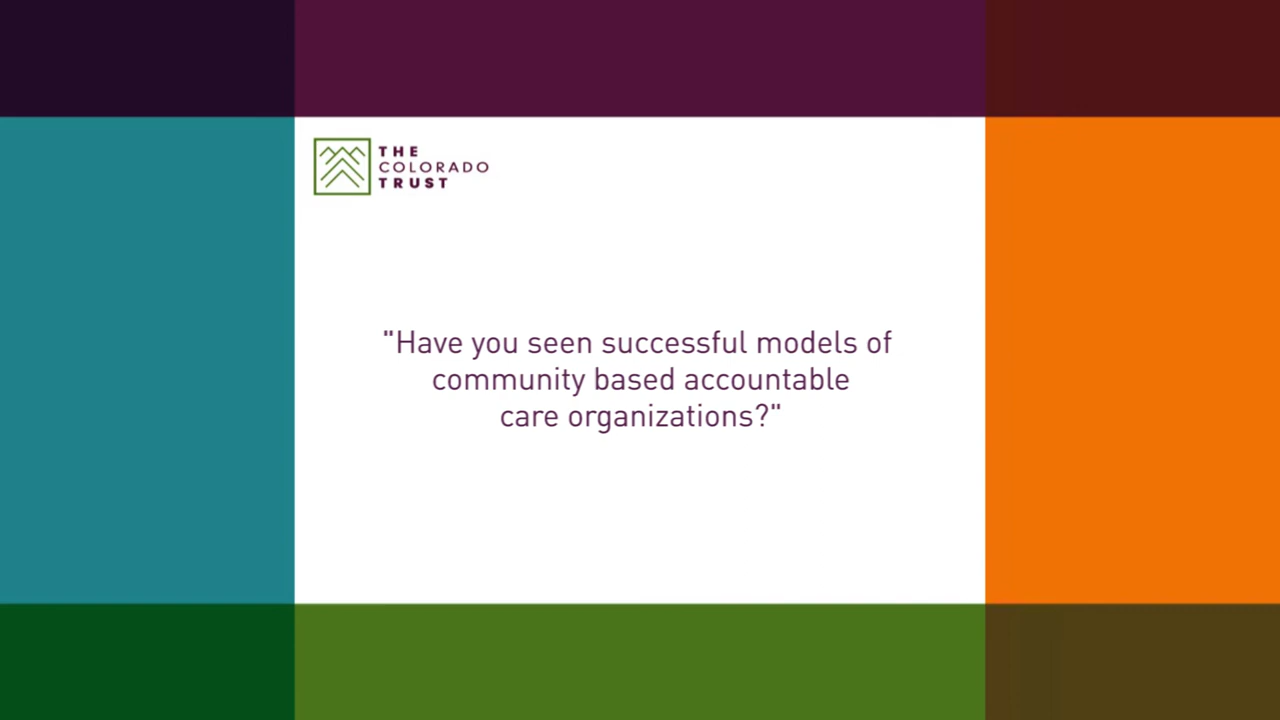 THE
COLORADO
TRUST
"Have you seen successful models of
community based accountable
care organizations?"